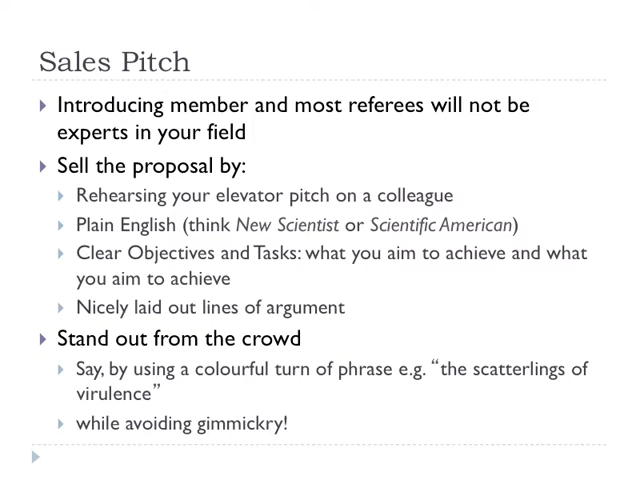 Sales Pitch
Introducing member and most referees will not be
experts in your field
Sell the proposal by:
Rehearsing your elevator pitch on a colleague
Plain English (think New Scientist or Scientific American)
Clear Objectives and Tasks: what you aim to achieve and what
you aim to achieve
Nicely laid out lines of argument
Stand out from the crowd
Say, by using a colourful turn of phrase e.g. “the scatterlings of
virulence”
while avoiding gimmickry!